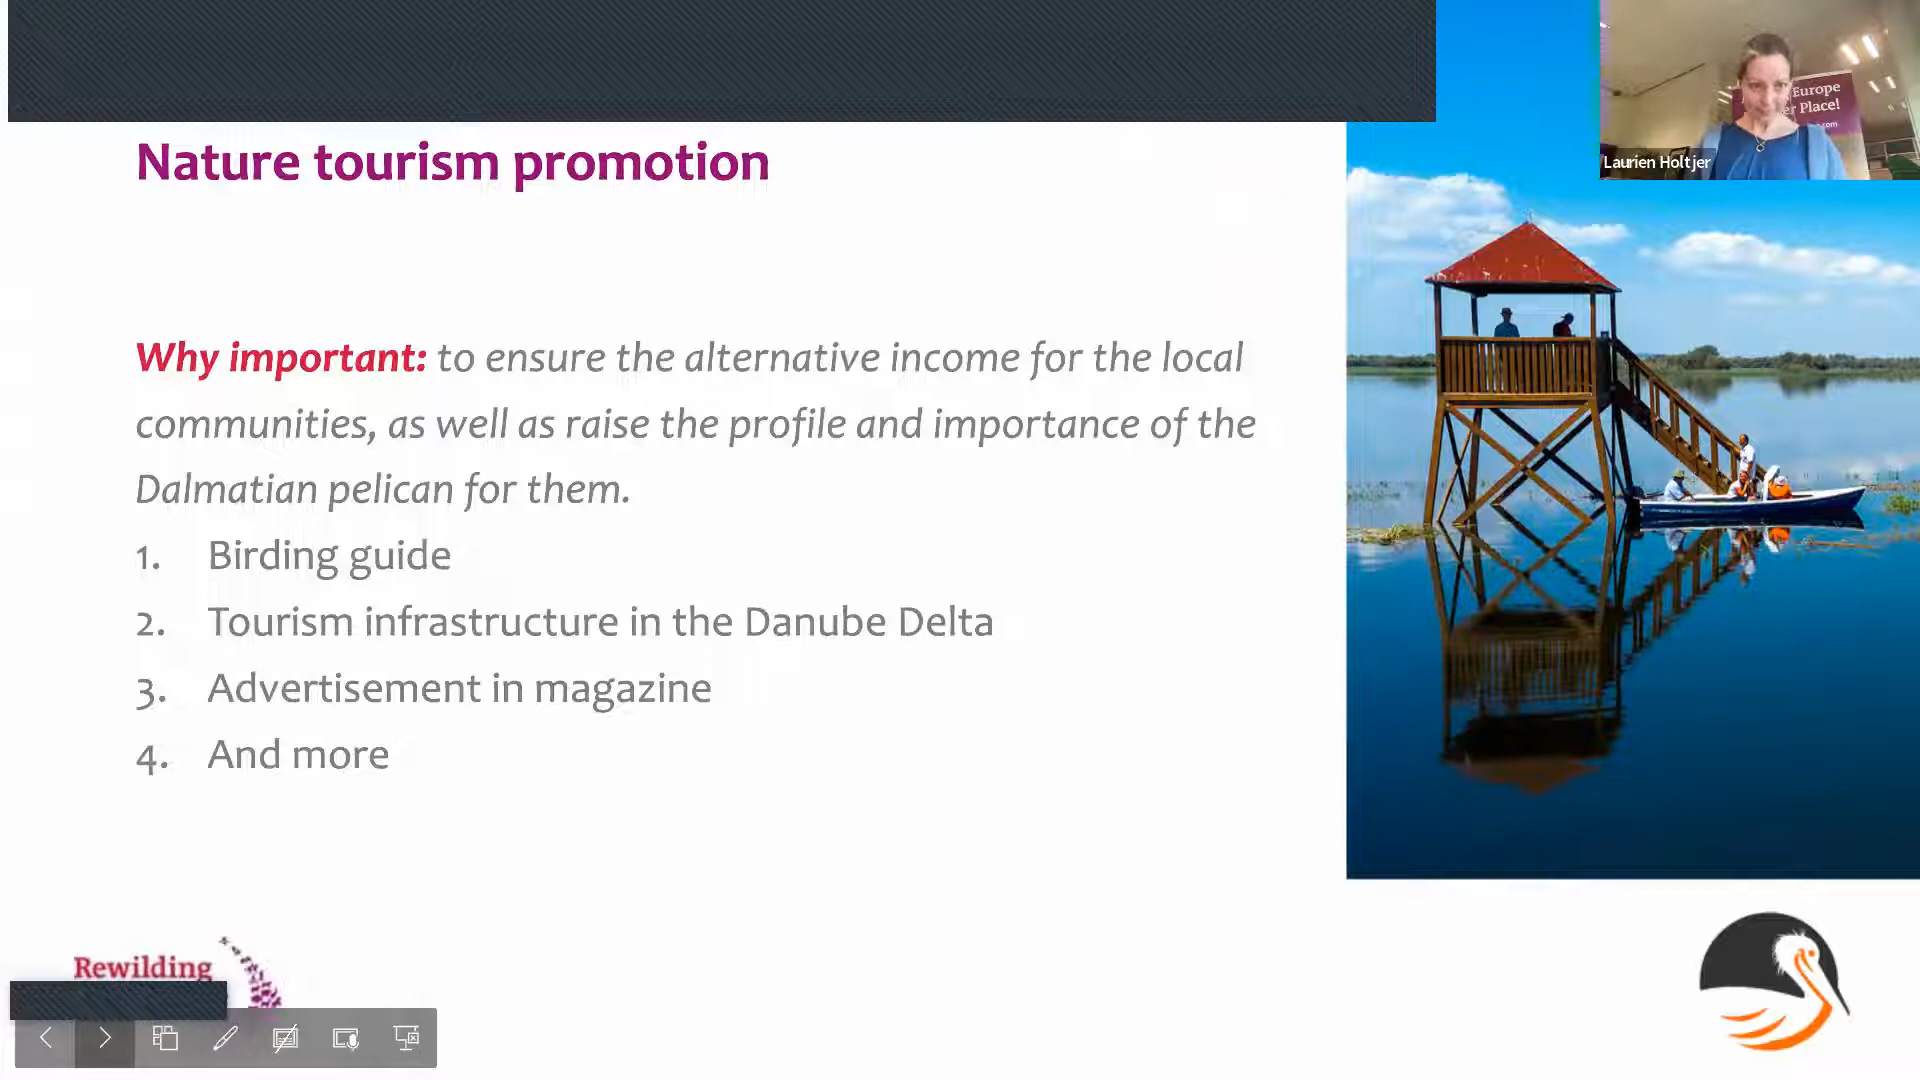 Europe
er Place!
Laurien Holtjer
Nature tourism promotion
Why important: to ensure the alternative income for the local
communities, as well as raise the profile and importance of the
Dalmatian pelican for them.
1. Birding guide
2. Tourism infrastructure in the Danube Delta
3. Advertisement in magazine
4. And more
Rewilding